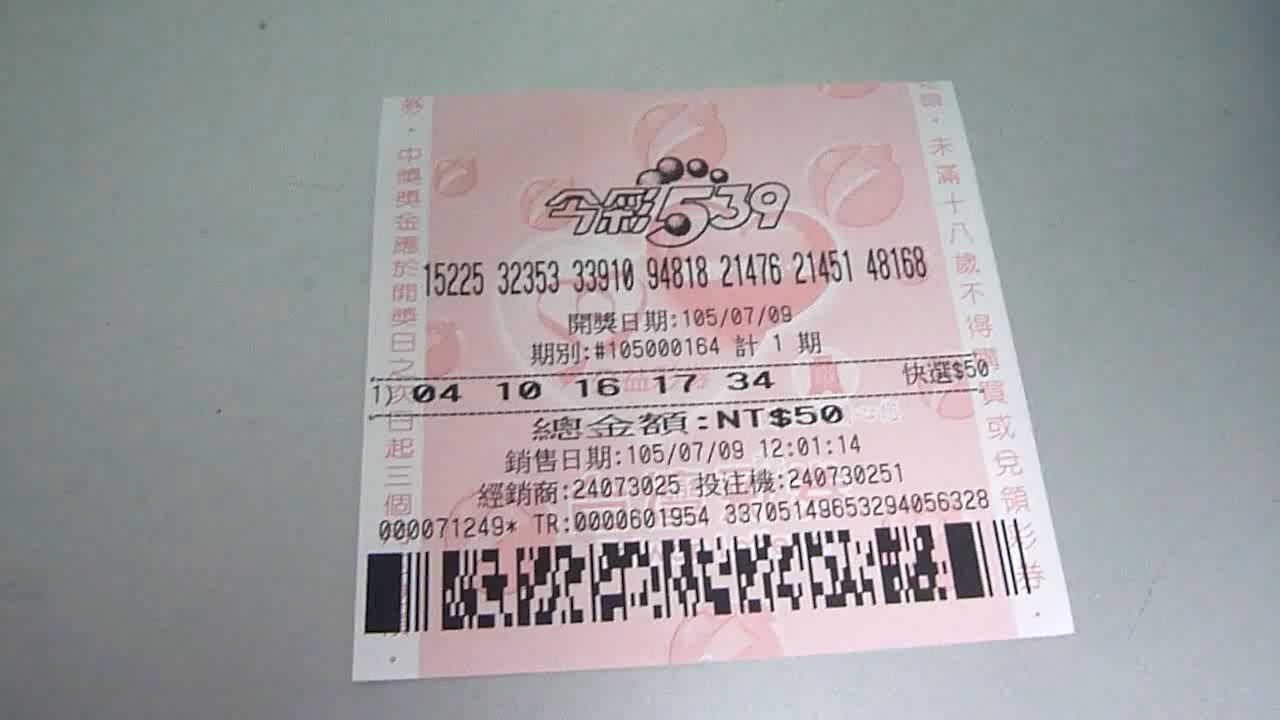 今彩539
15225 32353 33910 94818 21476 21451 48168
開獎日期:105/07/09
期別:#105000164 計 1 期
1) 04 10 16 17 34 快選$50
總金額:NT$50
銷售日期:105/07/09 12:01:14
經銷商:24073025 投注機:240730251
000071249* TR:0000601954 33705149653294056328
券．中獎獎金應於開獎日之次日起三個
未滿十八歲不得購買或兌領彩券．